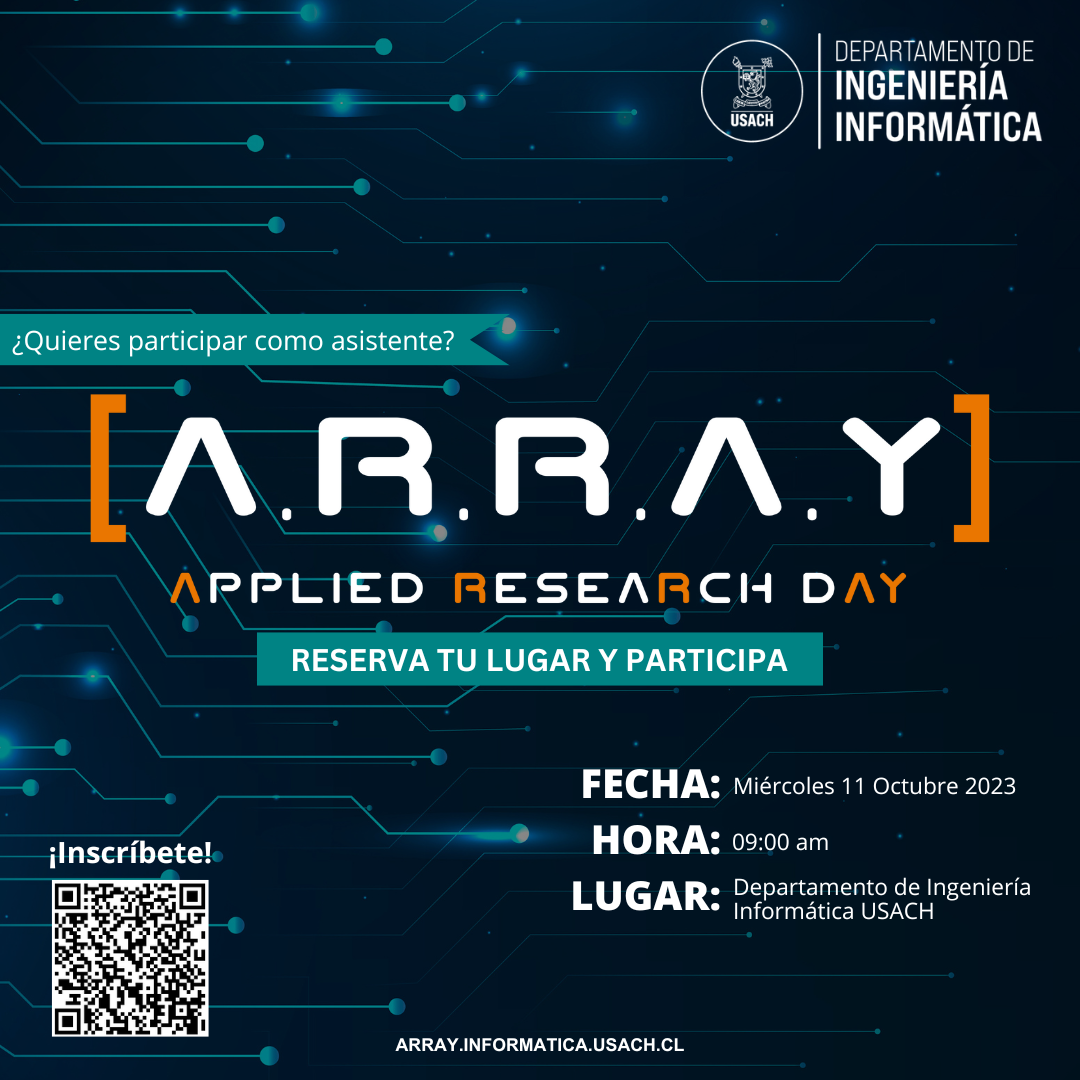 USACH
DEPARTAMENTO DE
INGENIERÍA
INFORMÁTICA
¿Quieres participar como asistente?
[A.R.R.A.Y]
APPLIED RESEARCH DAY
RESERVA TU LUGAR Y PARTICIPA
FECHA: Miércoles 11 Octubre 2023
HORA: 09:00 am
LUGAR: Departamento de Ingeniería
Informática USACH
¡Inscríbete!
ARRAY.INFORMATICA.USACH.CL